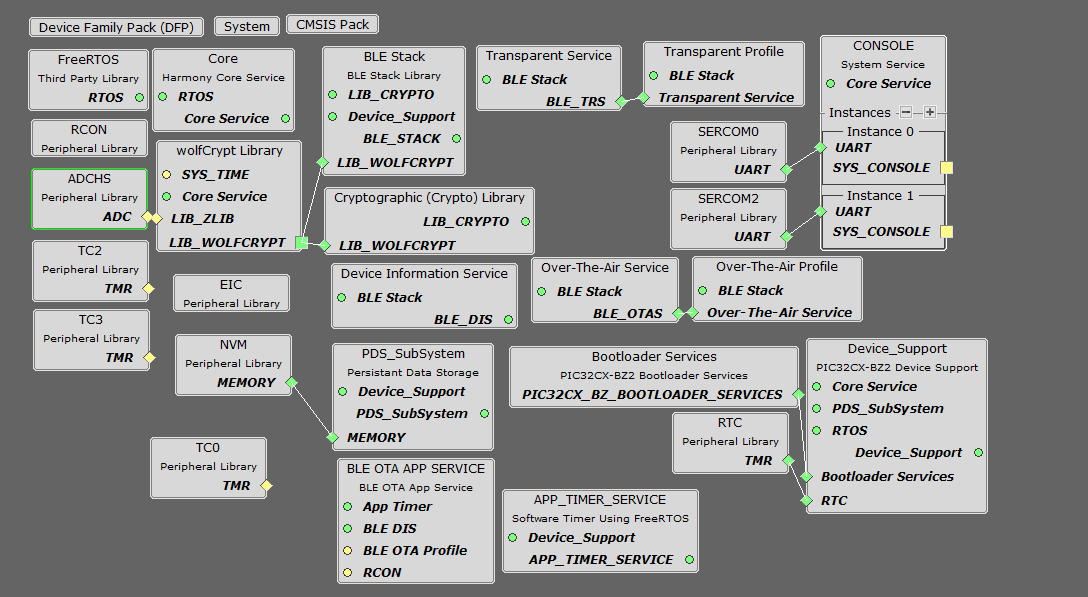 Device Family Pack (DFP)
System
CMSIS Pack
FreeRTOS
Third Party Library
RTOS
Core
Harmony Core Service
RTOS
Core Service
BLE Stack
BLE Stack Library
LIB_CRYPTO
Device_Support
BLE_STACK
LIB_WOLFCRYPT
Transparent Service
BLE Stack
BLE_TRS
Transparent Profile
BLE Stack
Transparent Service
CONSOLE
System Service
Core Service
Instances
Instance 0
UART
SYS_CONSOLE
Instance 1
UART
SYS_CONSOLE
RCON
Peripheral Library
ADCHS
Peripheral Library
ADC
wolfCrypt Library
SYS_TIME
Core Service
LIB_ZLIB
LIB_WOLFCRYPT
Cryptographic (Crypto) Library
LIB_CRYPTO
LIB_WOLFCRYPT
SERCOM0
Peripheral Library
UART
SERCOM2
Peripheral Library
UART
TC2
Peripheral Library
TMR
EIC
Peripheral Library
Device Information Service
BLE Stack
BLE_DIS
Over-The-Air Service
BLE Stack
BLE_OTAS
Over-The-Air Profile
BLE Stack
Over-The-Air Service
TC3
Peripheral Library
TMR
NVM
Peripheral Library
MEMORY
PDS_SubSystem
Persistant Data Storage
Device_Support
PDS_SubSystem
MEMORY
Bootloader Services
PIC32CX-BZ2 Bootloader Services
PIC32CX_BZ_BOOTLOADER_SERVICES
Device_Support
PIC32CX-BZ2 Device Support
Core Service
PDS_SubSystem
RTOS
Device_Support
Bootloader Services
RTC
RTC
Peripheral Library
TMR
TC0
Peripheral Library
TMR
BLE OTA APP SERVICE
BLE OTA App Service
App Timer
BLE DIS
BLE OTA Profile
RCON
APP_TIMER_SERVICE
Software Timer Using FreeRTOS
Device_Support
APP_TIMER_SERVICE